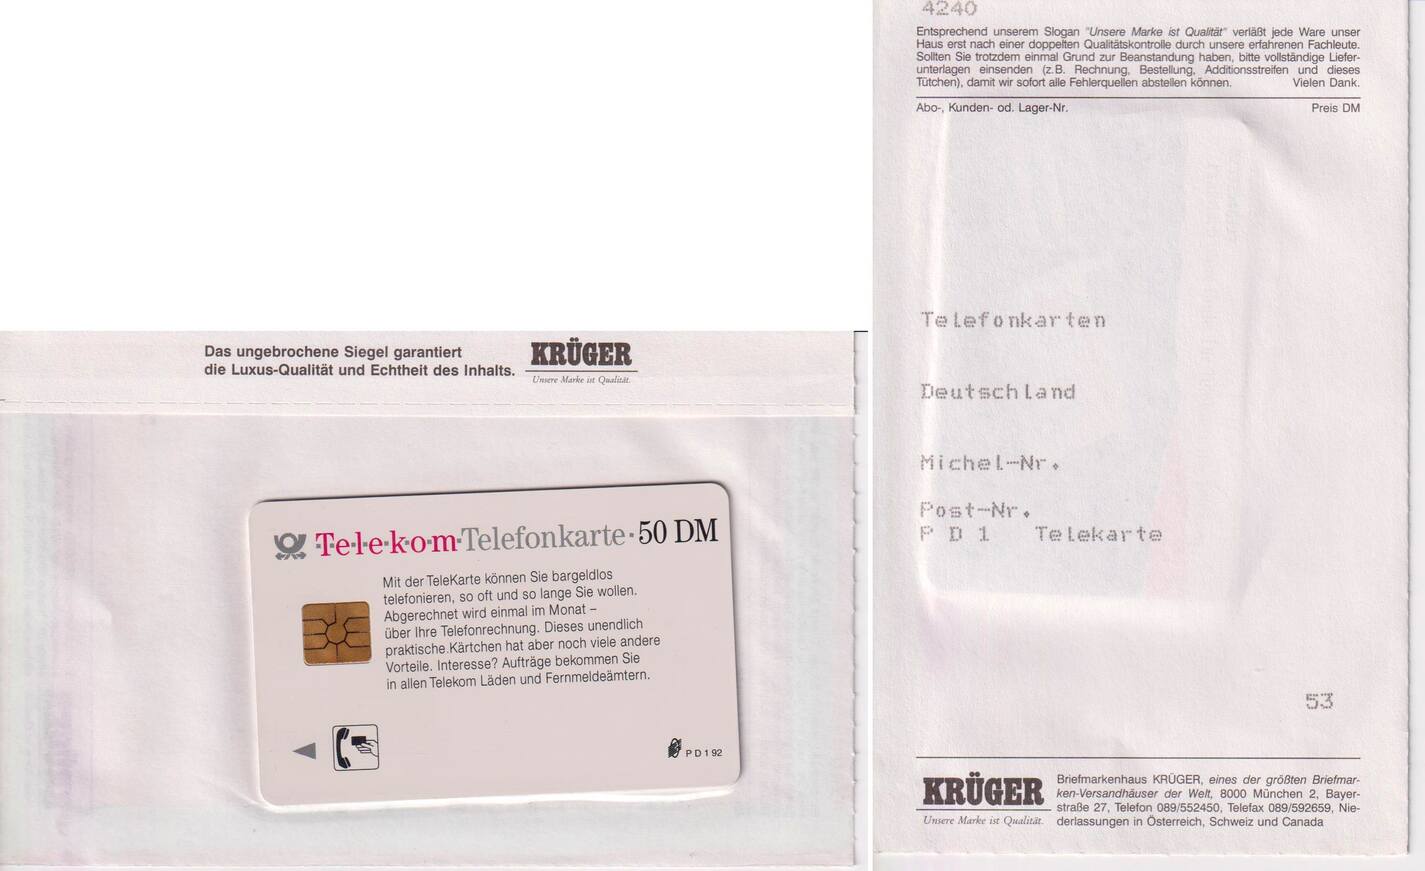 Das ungebrochene Siegel garantiert
die Luxus-Qualität und Echtheit des Inhalts.
KRÜGER
Unsere Marke ist Qualität.
Te·l·e·k·o·m·Telefonkarte·50 DM
Mit der TeleKarte können Sie bargeldlos
telefonieren, so oft und so lange Sie wollen.
Abgerechnet wird einmal im Monat –
über Ihre Telefonrechnung. Dieses unendlich
praktische Kärtchen hat aber noch viele andere
Vorteile. Interesse? Aufträge bekommen Sie
in allen Telekom Läden und Fernmeldeämtern.
P D 1 92
4240
Entsprechend unserem Slogan "Unsere Marke ist Qualität" verläßt jede Ware unser
Haus erst nach einer doppelten Qualitätskontrolle durch unsere erfahrenen Fachleute.
Sollten Sie trotzdem einmal Grund zur Beanstandung haben, bitte vollständige Liefer-
unterlagen einsenden (z.B. Rechnung, Bestellung, Additionsstreifen und dieses
Tütchen), damit wir sofort alle Fehlerquellen abstellen können. Vielen Dank.
Abo-, Kunden- od. Lager-Nr. Preis DM
Telefonkarten
Deutschland
Michel-Nr.
Post-Nr.
P D 1 Telekarte
53
KRÜGER
Unsere Marke ist Qualität.
Briefmarkenhaus KRÜGER, eines der größten Briefmar-
ken-Versandhäuser der Welt, 8000 München 2, Bayer-
straße 27, Telefon 089/552450, Telefax 089/592659, Nie-
derlassungen in Österreich, Schweiz und Canada